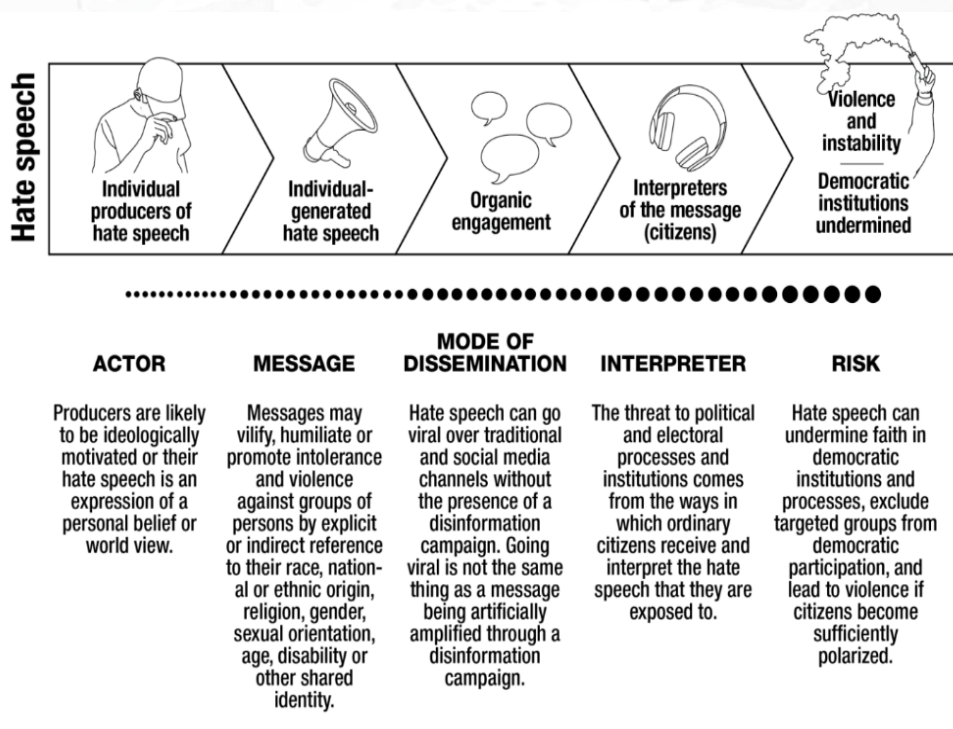 Hate speech
Individual
producers of
hate speech
Individual-
generated
hate speech
Organic
engagement
Interpreters
of the message
(citizens)
Violence
and
instability
Democratic
institutions
undermined
ACTOR
Producers are likely
to be ideologically
motivated or their
hate speech is an
expression of a
personal belief or
world view.
MESSAGE
Messages may
vilify, humiliate or
promote intolerance
and violence
against groups of
persons by explicit
or indirect reference
to their race, nation-
al or ethnic origin,
religion, gender,
sexual orientation,
age, disability or
other shared
identity.
MODE OF
DISSEMINATION
Hate speech can go
viral over traditional
and social media
channels without
the presence of a
disinformation
campaign. Going
viral is not the same
thing as a message
being artificially
amplified through a
disinformation
campaign.
INTERPRETER
The threat to political
and electoral
processes and
institutions comes
from the ways in
which ordinary
citizens receive and
interpret the hate
speech that they are
exposed to.
RISK
Hate speech can
undermine faith in
democratic
institutions and
processes, exclude
targeted groups from
democratic
participation, and
lead to violence if
citizens become
sufficiently
polarized.